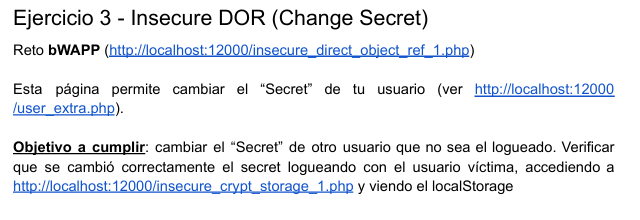 Ejercicio 3 - Insecure DOR (Change Secret)
Reto bWAPP (http://localhost:12000/insecure_direct_object_ref_1.php)
Esta página permite cambiar el “Secret” de tu usuario (ver http://localhost:12000
/user_extra.php).
Objetivo a cumplir: cambiar el “Secret” de otro usuario que no sea el logueado. Verificar
que se cambió correctamente el secret logueando con el usuario víctima, accediendo a
http://localhost:12000/insecure_crypt_storage_1.php y viendo el localStorage